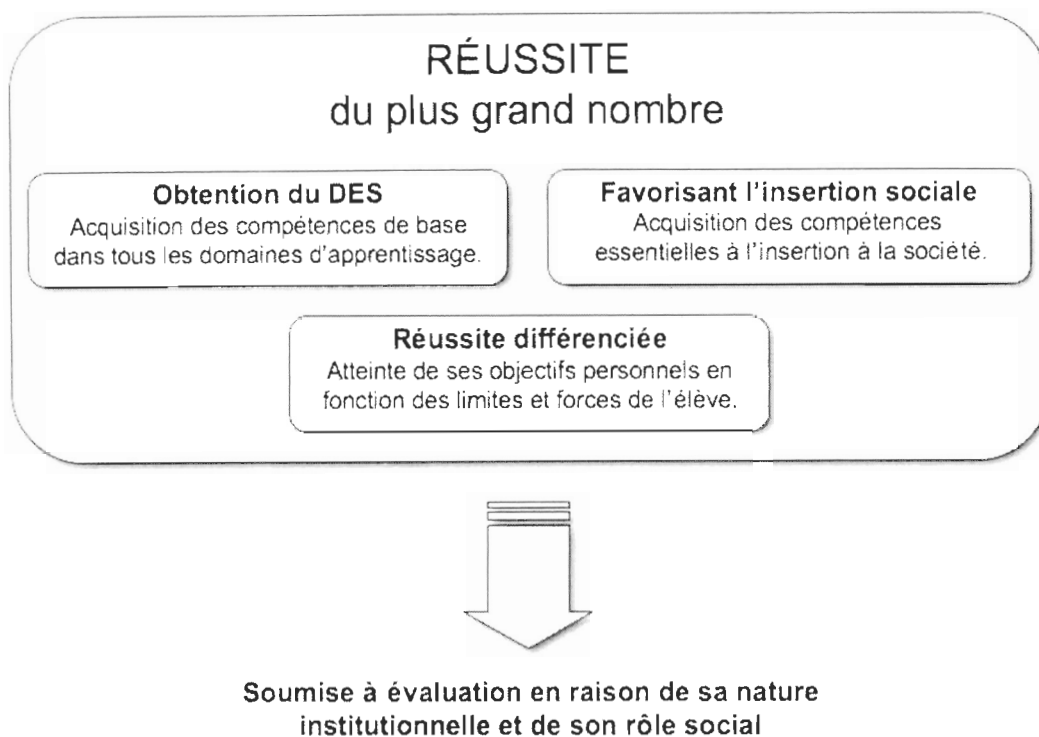 RÉUSSITE
du plus grand nombre
Obtention du DES
Acquisition des compétences de base
dans tous les domaines d'apprentissage.
Favorisant l'insertion sociale
Acquisition des compétences
essentielles à l'insertion à la société.
Réussite différenciée
Atteinte de ses objectifs personnels en
fonction des limites et forces de l'élève.
Soumise à évaluation en raison de sa nature
institutionnelle et de son rôle social